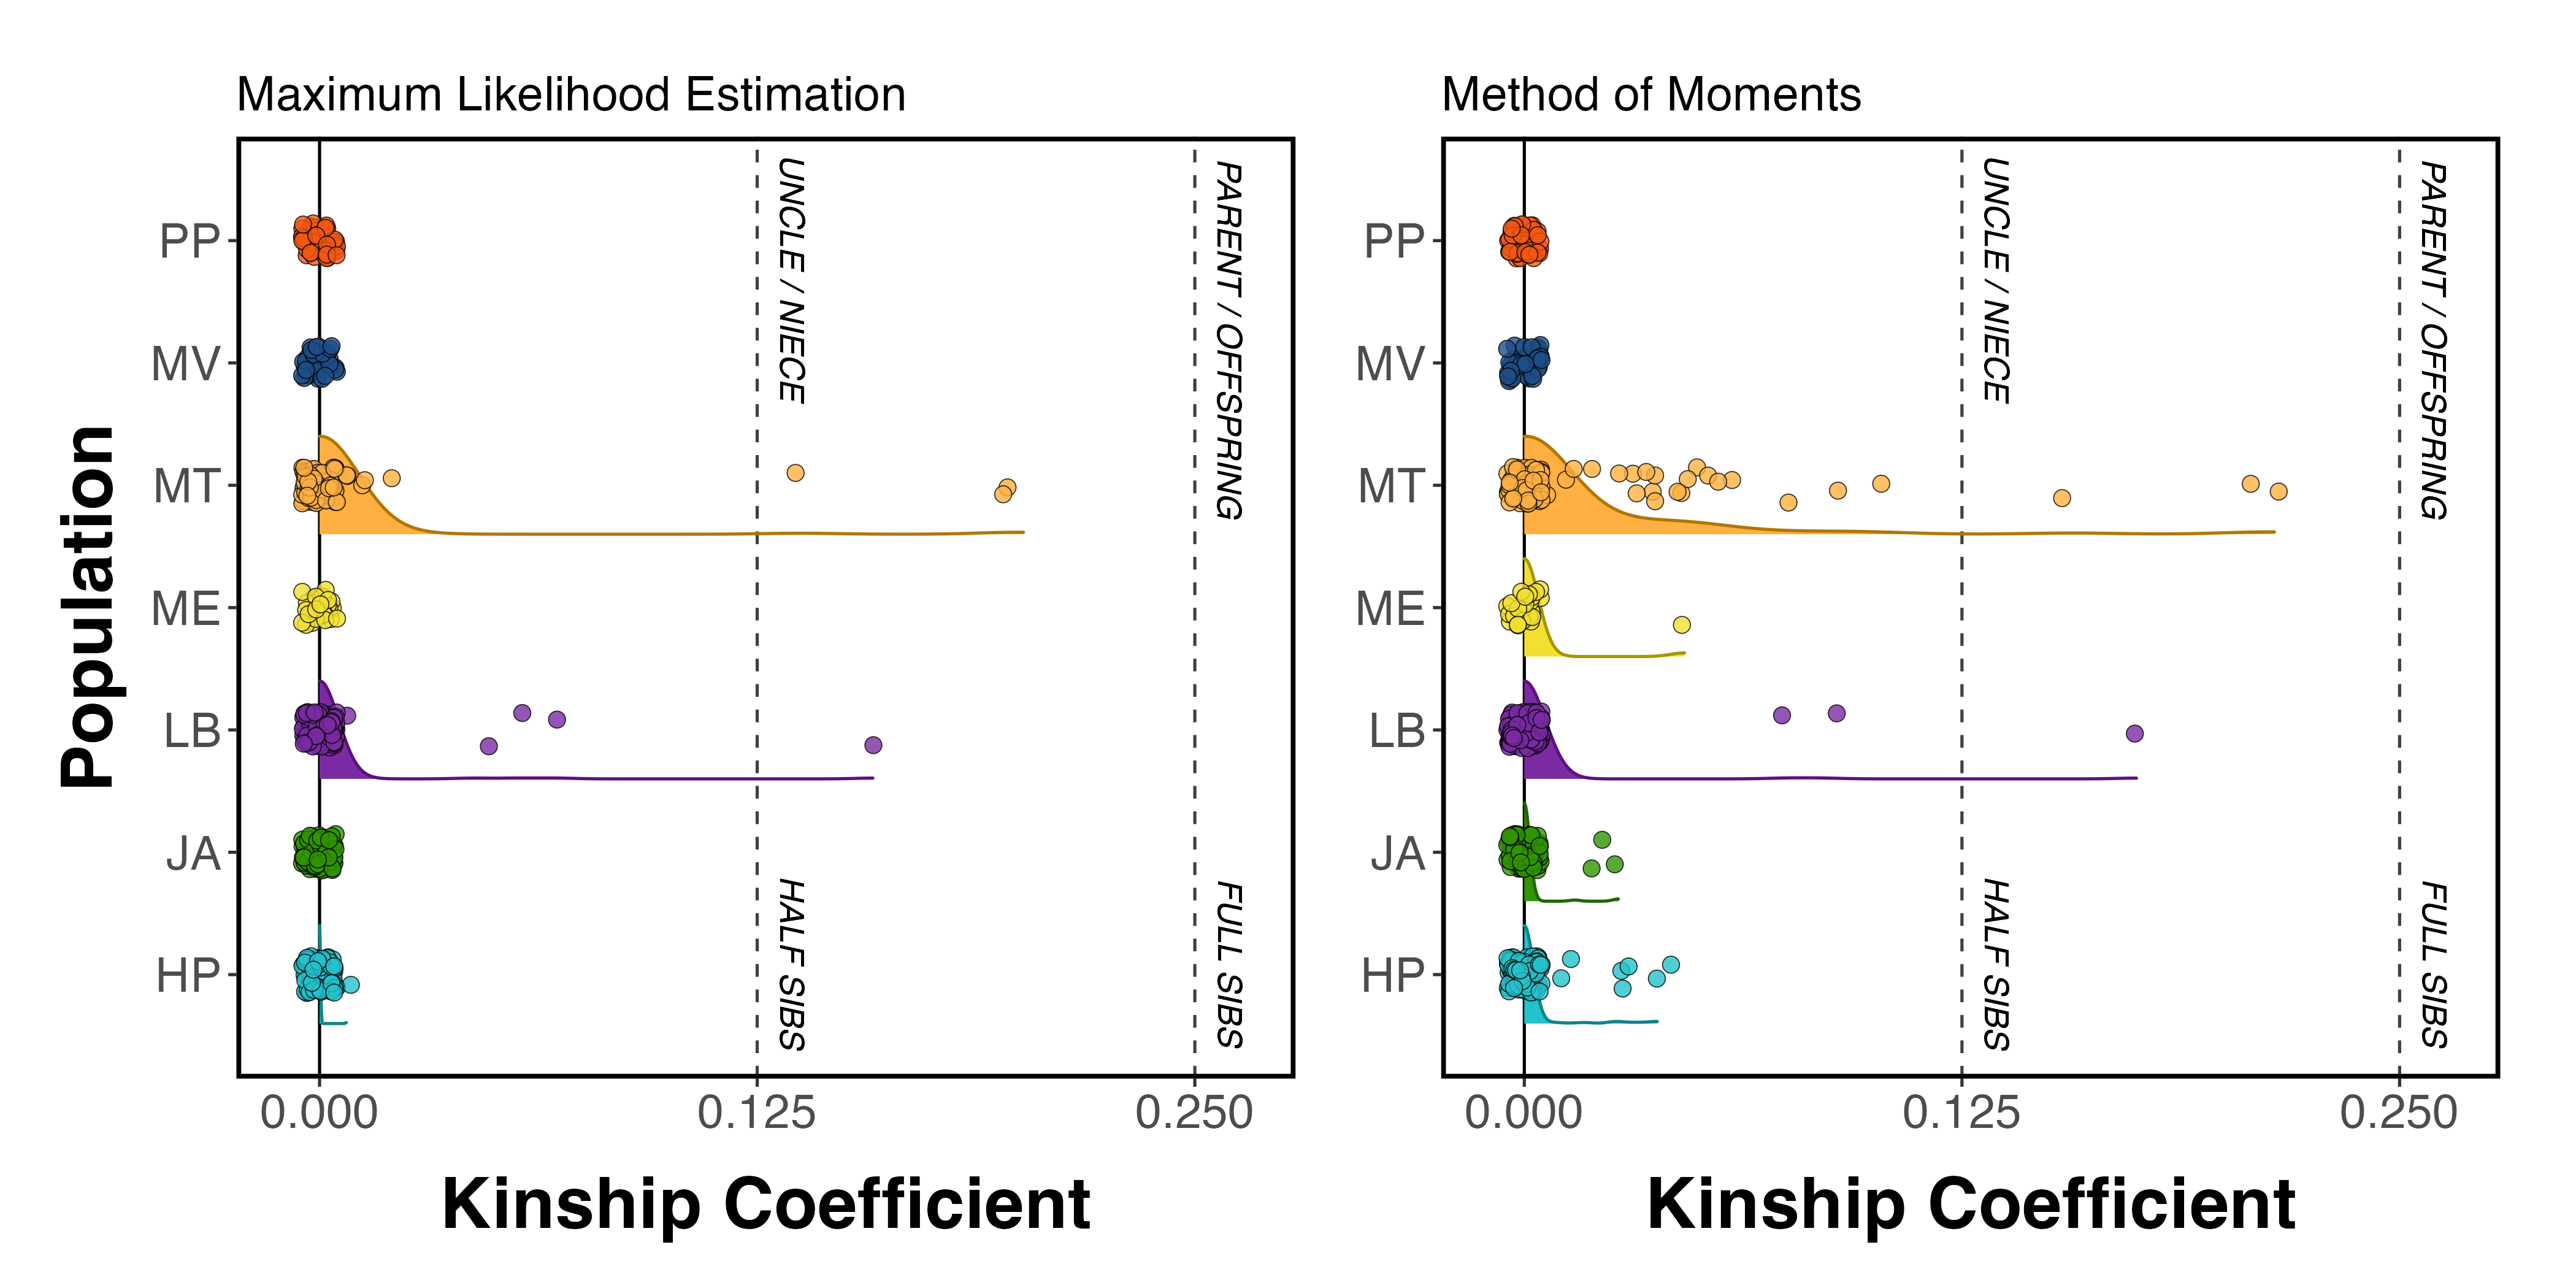 Maximum Likelihood Estimation
Population
PP
MV
MT
ME
LB
JA
HP
UNCLE / NIECE
HALF SIBS
PARENT / OFFSPRING
FULL SIBS
0.000 0.125 0.250
Kinship Coefficient
Method of Moments
PP
MV
MT
ME
LB
JA
HP
UNCLE / NIECE
HALF SIBS
PARENT / OFFSPRING
FULL SIBS
0.000 0.125 0.250
Kinship Coefficient